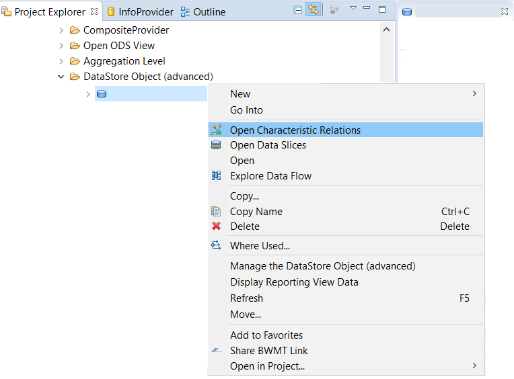 Project Explorer InfoProvider Outline
CompositeProvider
Open ODS View
Aggregation Level
DataStore Object (advanced)
New
Go Into
Open Characteristic Relations
Open Data Slices
Open
Explore Data Flow
Copy...
Copy Name Ctrl+C
Delete Delete
Where Used...
Manage the DataStore Object (advanced)
Display Reporting View Data
Refresh F5
Move...
Add to Favorites
Share BWMT Link
Open in Project...